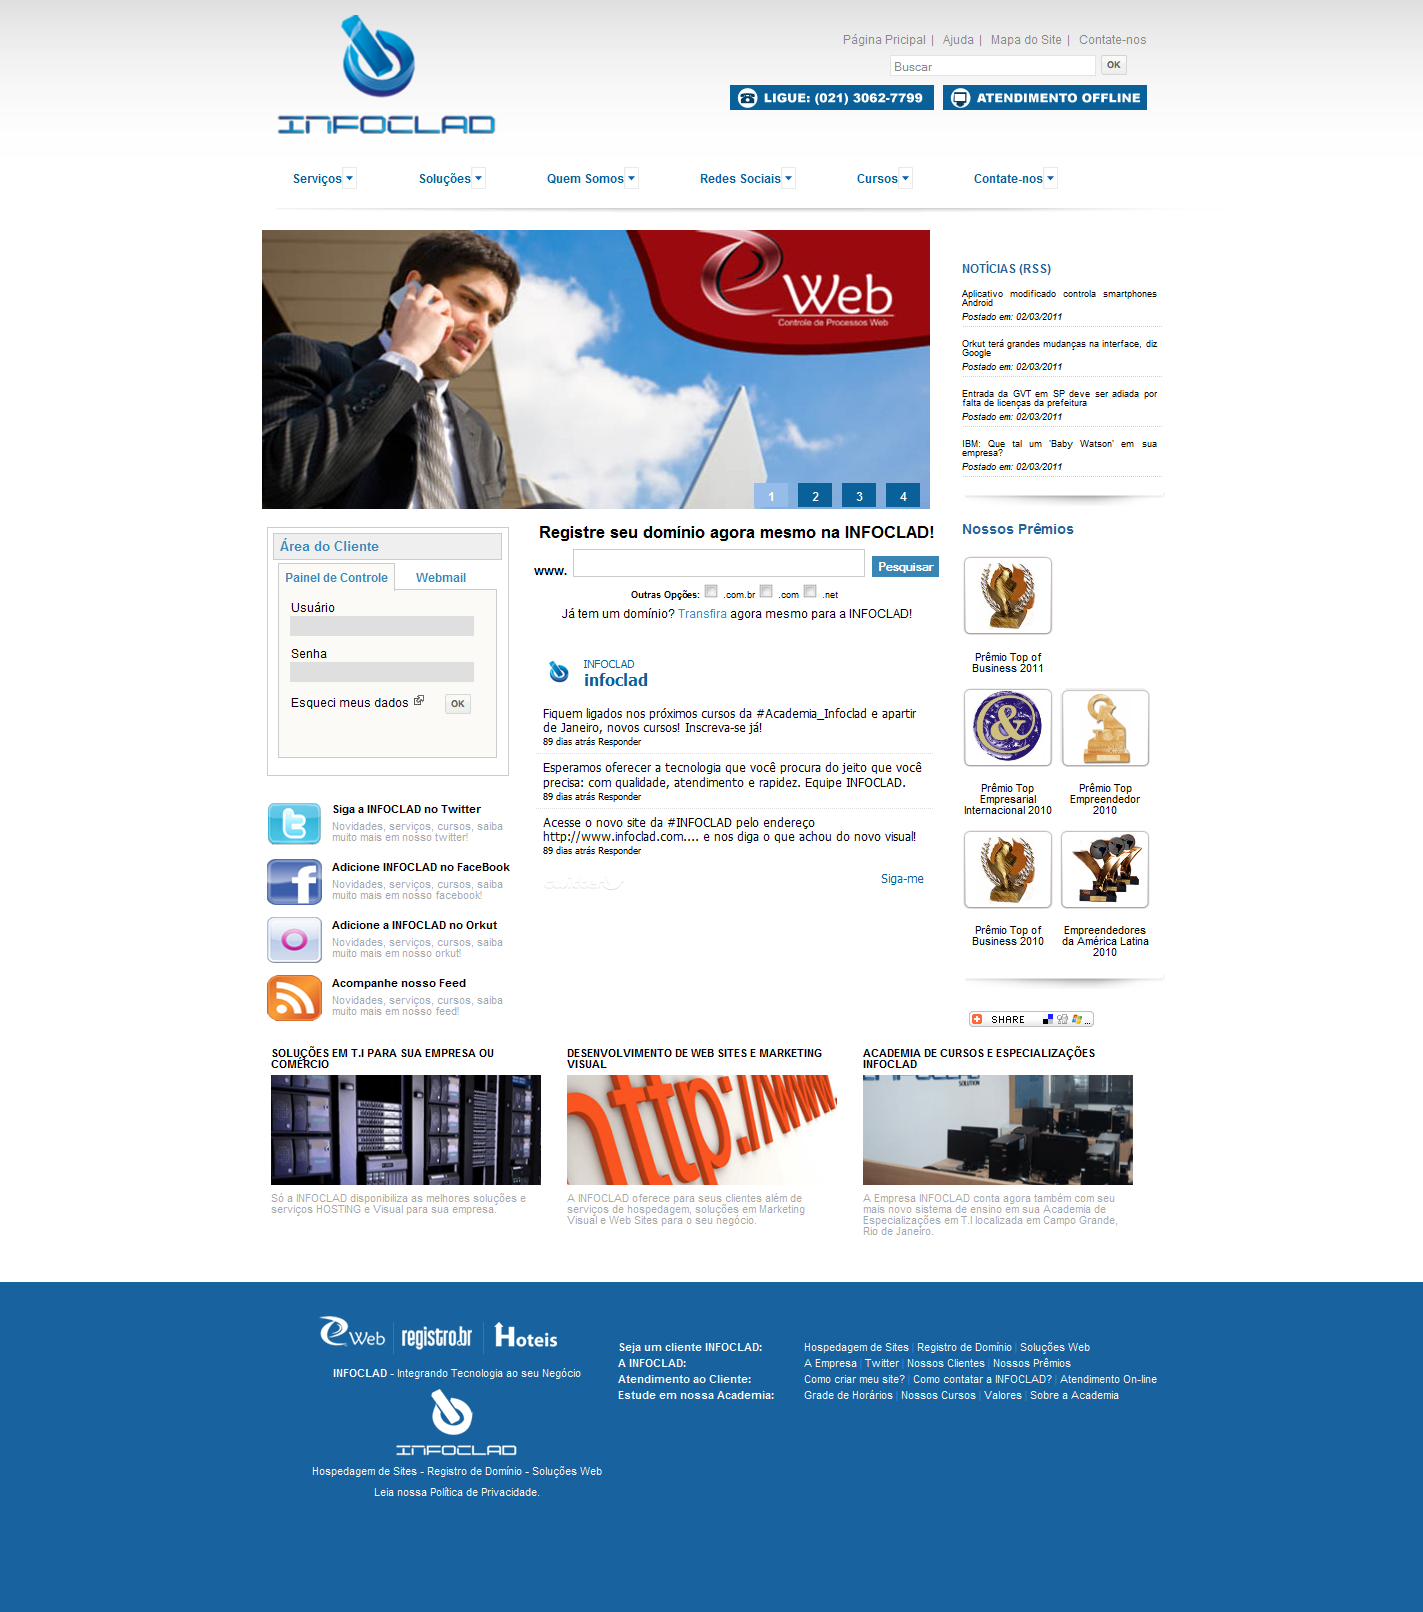 INFOCLAD
Página Pricipal | Ajuda | Mapa do Site | Contate-nos
Buscar OK
LIGUE: (021) 3062-7799 ATENDIMENTO OFFLINE
Serviços Soluções Quem Somos Redes Sociais Cursos Contate-nos
e Web
Controle de Processos Web
1 2 3 4
NOTÍCIAS (RSS)
Aplicativo modificado controla smartphones
Android
Postado em: 02/03/2011
Orkut terá grandes mudanças na interface, diz
Google
Postado em: 02/03/2011
Entrada da GVT em SP deve ser adiada por
falta de licenças da prefeitura
Postado em: 02/03/2011
IBM: Que tal um 'Baby Watson' em sua
empresa?
Postado em: 02/03/2011
Área do Cliente
Painel de Controle Webmail
Usuário
Senha
Esqueci meus dados OK
Registre seu domínio agora mesmo na INFOCLAD!
www. Pesquisar
Outras Opções: .com.br .com .net
Já tem um domínio? Transfira agora mesmo para a INFOCLAD!
INFOCLAD
infoclad
Fiquem ligados nos próximos cursos da #Academia_Infoclad e apartir
de Janeiro, novos cursos! Inscreva-se já!
89 dias atrás Responder
Esperamos oferecer a tecnologia que você procura do jeito que você
precisa: com qualidade, atendimento e rapidez. Equipe INFOCLAD.
89 dias atrás Responder
Acesse o novo site da #INFOCLAD pelo endereço
http://www.infoclad.com.... e nos diga o que achou do novo visual!
89 dias atrás Responder
twitter Siga-me
Nossos Prêmios
Prêmio Top of
Business 2011
&
Prêmio Top
Empresarial
Internacional 2010
Prêmio Top
Empreendedor
2010
Prêmio Top of
Business 2010
Empreendedores
da América Latina
2010
SHARE ...
Siga a INFOCLAD no Twitter
Novidades, serviços, cursos, saiba
muito mais em nosso twitter!
Adicione INFOCLAD no FaceBook
Novidades, serviços, cursos, saiba
muito mais em nosso facebook!
Adicione a INFOCLAD no Orkut
Novidades, serviços, cursos, saiba
muito mais em nosso orkut!
Acompanhe nosso Feed
Novidades, serviços, cursos, saiba
muito mais em nosso feed!
SOLUÇÕES EM T.I PARA SUA EMPRESA OU
COMÉRCIO
Só a INFOCLAD disponibiliza as melhores soluções e
serviços HOSTING e Visual para sua empresa.
DESENVOLVIMENTO DE WEB SITES E MARKETING
VISUAL
http://www.
A INFOCLAD oferece para seus clientes além de
serviços de hospedagem, soluções em Marketing
Visual e Web Sites para o seu negócio.
ACADEMIA DE CURSOS E ESPECIALIZAÇÕES
INFOCLAD
INFOCLAD
SOLUTION
A Empresa INFOCLAD conta agora também com seu
mais novo sistema de ensino em sua Academia de
Especializações em T.I localizada em Campo Grande,
Rio de Janeiro.
e Web registro.br Hoteis
INFOCLAD - Integrando Tecnologia ao seu Negócio
INFOCLAD
Hospedagem de Sites - Registro de Domínio - Soluções Web
Leia nossa Política de Privacidade.
Seja um cliente INFOCLAD: Hospedagem de Sites | Registro de Domínio | Soluções Web
A INFOCLAD: A Empresa | Twitter | Nossos Clientes | Nossos Prêmios
Atendimento ao Cliente: Como criar meu site? | Como contatar a INFOCLAD? | Atendimento On-line
Estude em nossa Academia: Grade de Horários | Nossos Cursos | Valores | Sobre a Academia